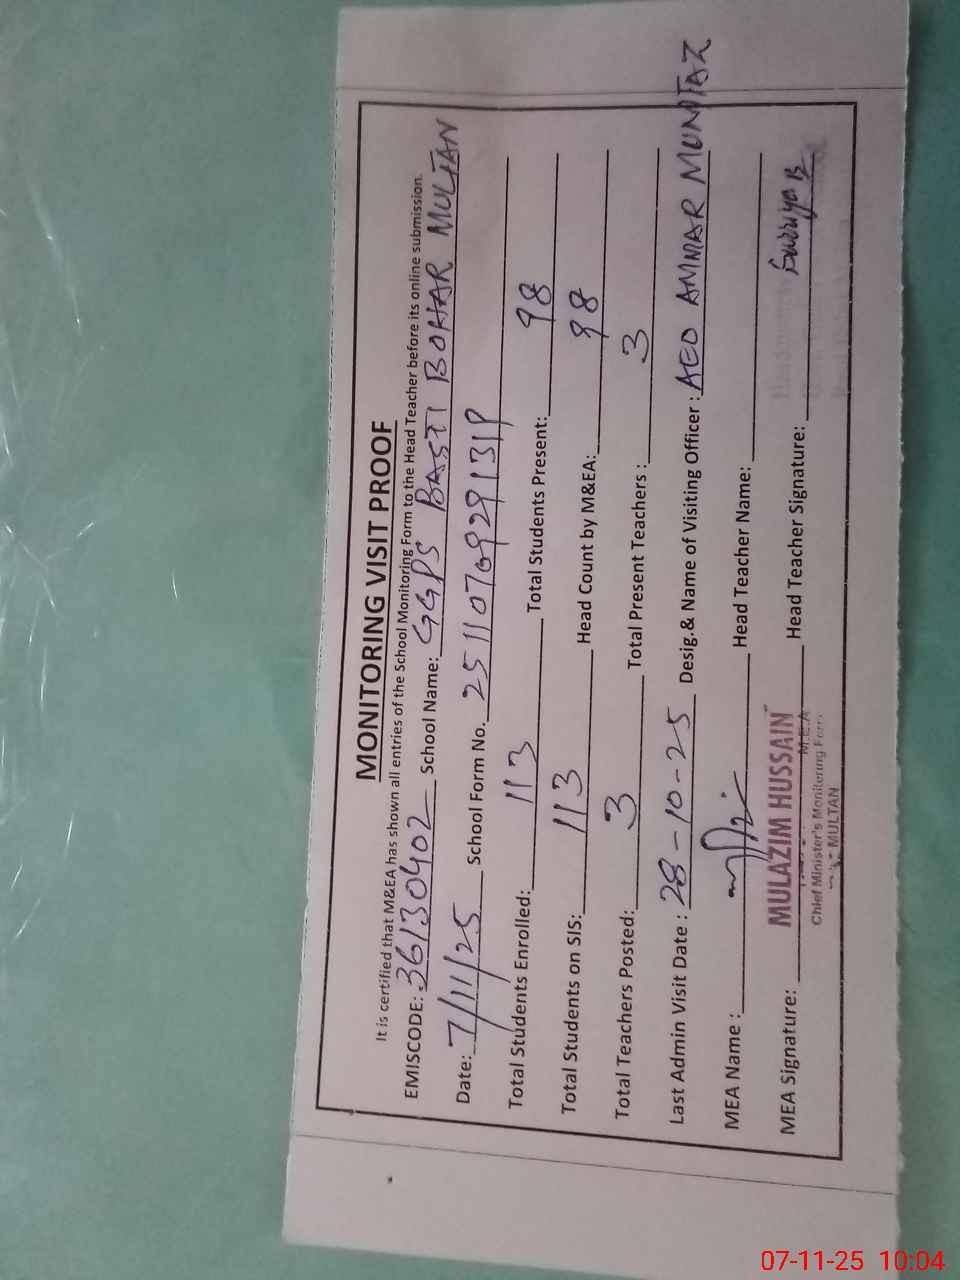 MONITORING VISIT PROOF
It is certified that M&EA has shown all entries of the School Monitoring Form to the Head Teacher before its online submission.
EMISCODE: 36130402 School Name: GGPS BASTI BOHAR MULTAN
Date: 7/11/25 School Form No. 25110709291319
Total Students Enrolled: 113 Total Students Present: 98
Total Students on SIS: 113 Head Count by M&EA: 98
Total Teachers Posted: 3 Total Present Teachers : 3
Last Admin Visit Date : 28-10-25 Desig.& Name of Visiting Officer : AEO AMMAR MUMTAZ
MEA Name : Head Teacher Name:
MEA Signature: Head Teacher Signature: Surriya B
MULAZIM HUSSAIN
M.E.A
Chief Minister's Monitoring Force
MULTAN
07-11-25 10:04